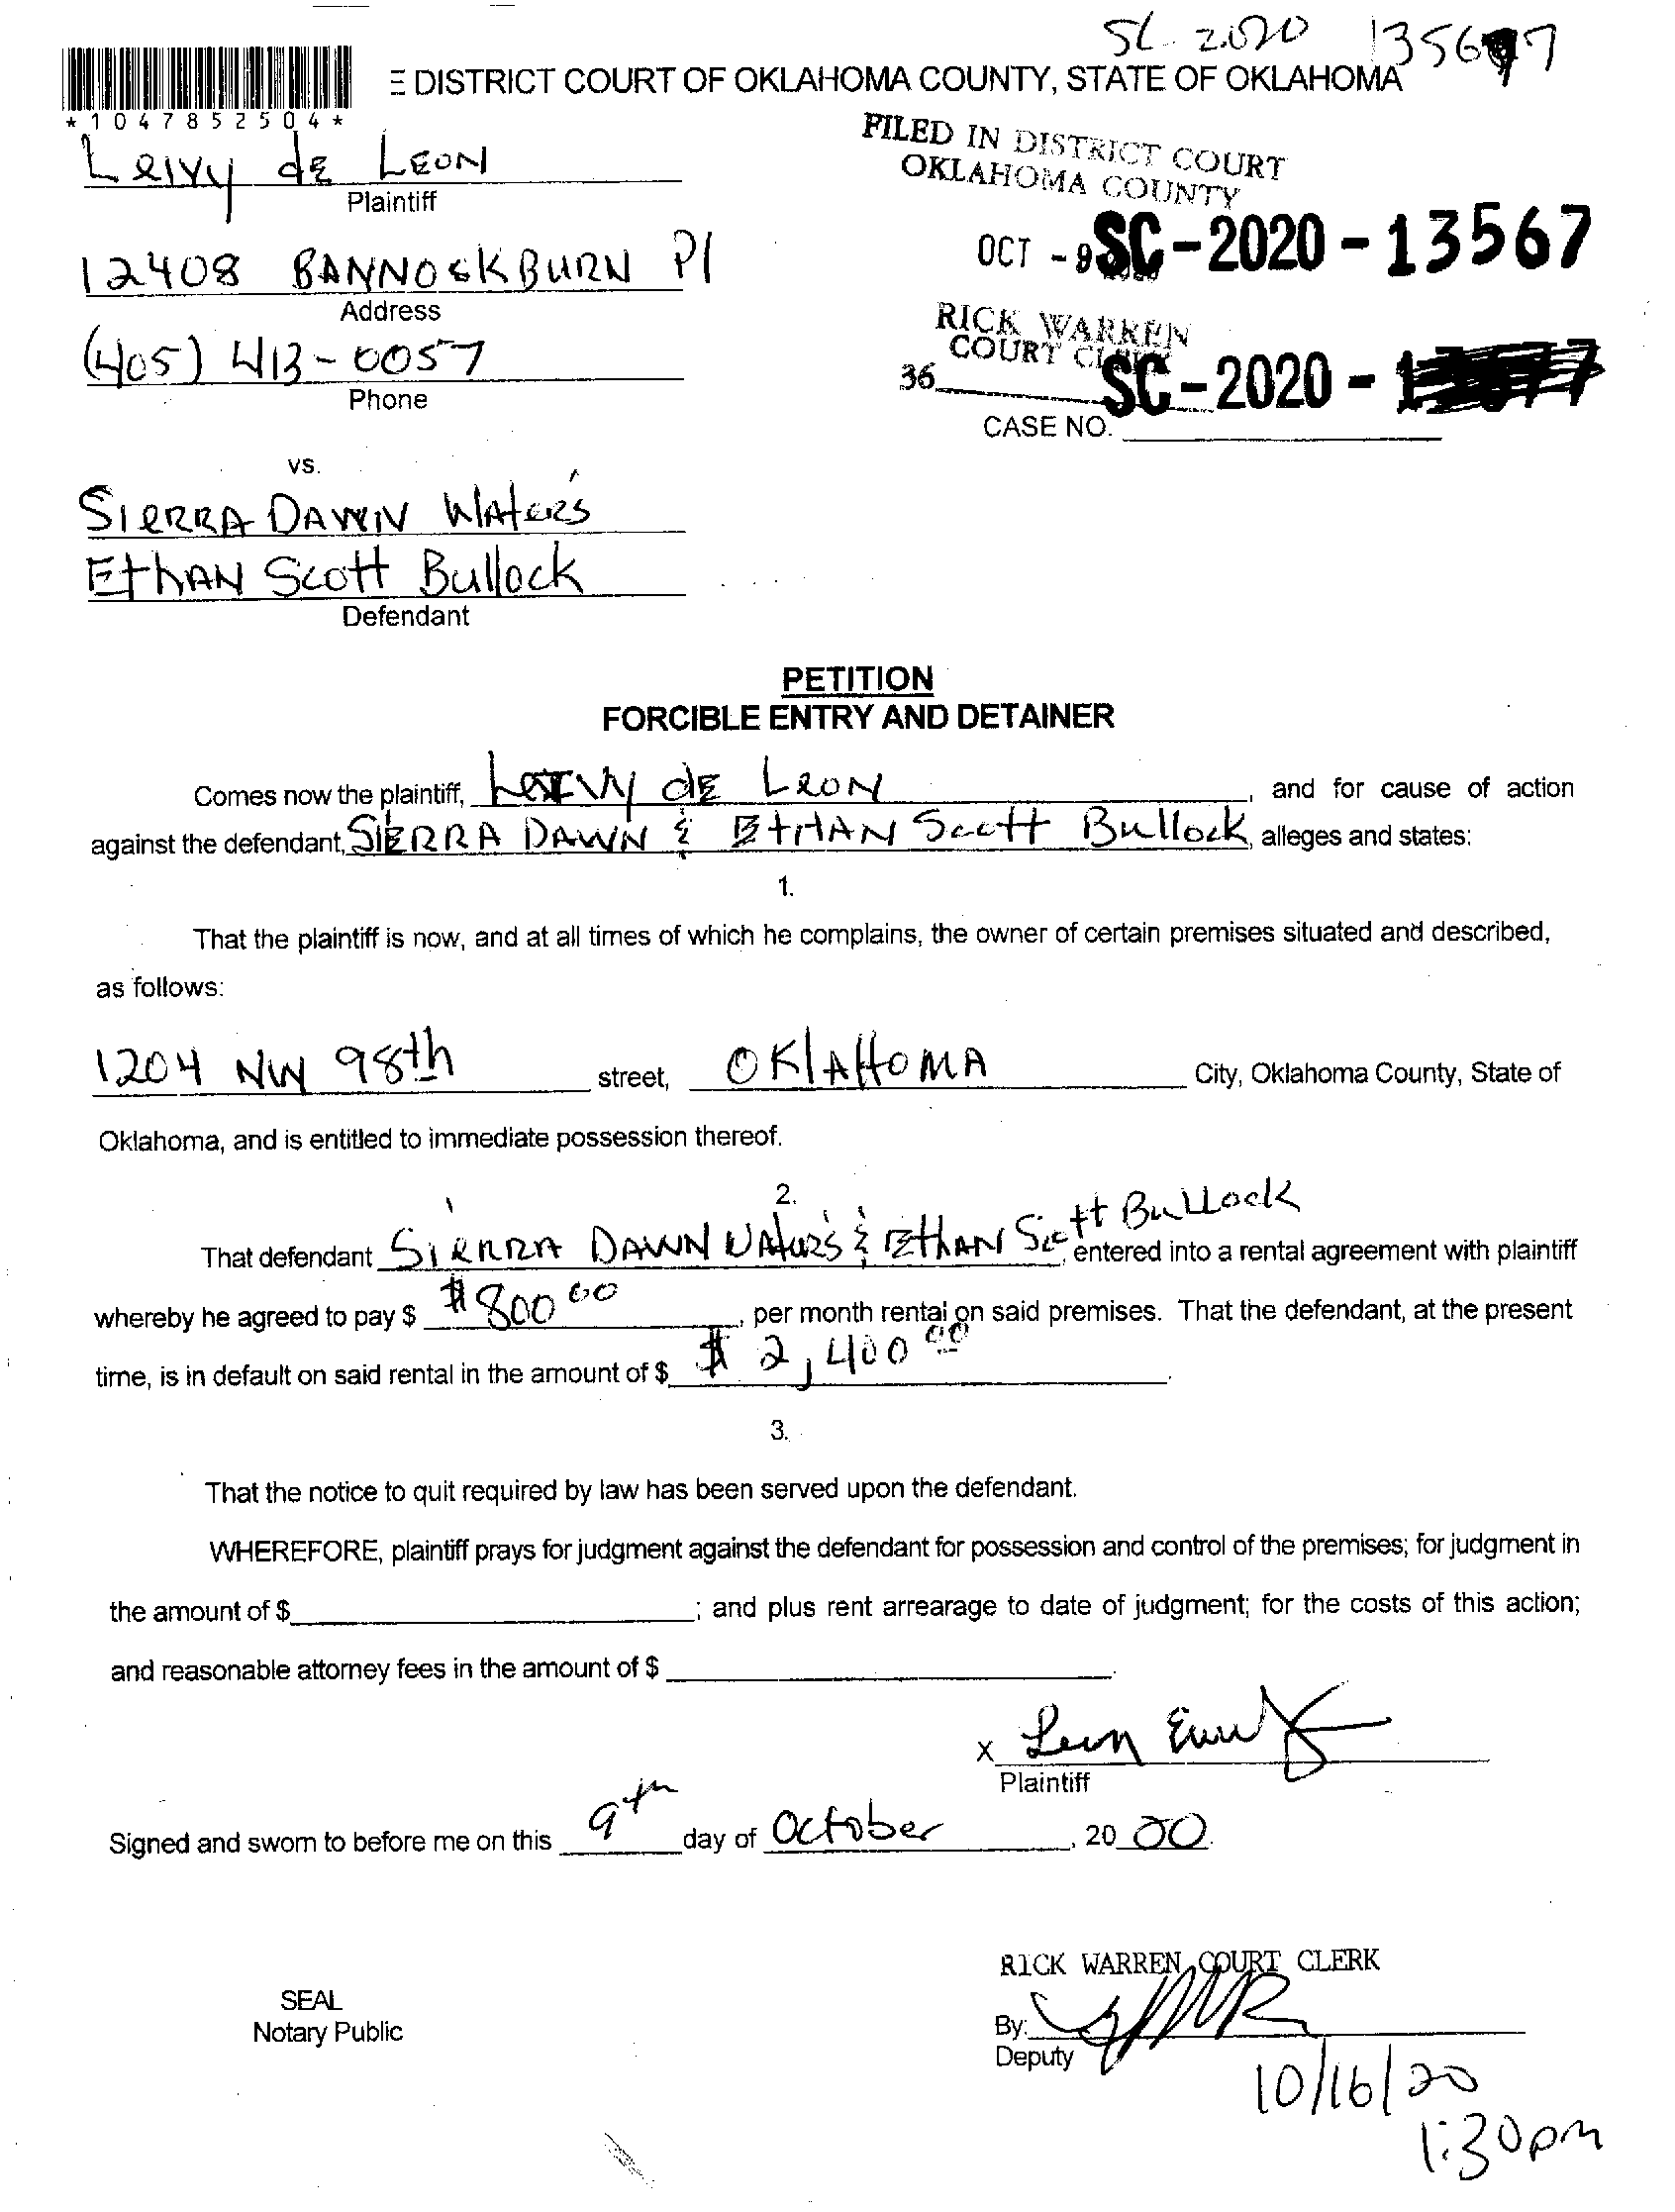 SC 2020 13567
E DISTRICT COURT OF OKLAHOMA COUNTY, STATE OF OKLAHOMA
*1047852504*
Leivy de Leon
Plaintiff
FILED IN DISTRICT COURT
OKLAHOMA COUNTY
12408 BANNOCKBURN Pl
Address
OCT - 9 SC-2020-13567
(405) 413-0057
Phone
RICK WARREN
COURT CLERK
36
SC-2020-
CASE NO.
vs.
SIERRA DAWN Waters
Ethan Scott Bullock
Defendant
PETITION
FORCIBLE ENTRY AND DETAINER
Comes now the plaintiff, Leivy de Leon, and for cause of action
against the defendant, SIERRA DAWN & Ethan Scott Bullock, alleges and states:
1.
That the plaintiff is now, and at all times of which he complains, the owner of certain premises situated and described,
as follows:
1204 NW 98th street, Oklahoma City, Oklahoma County, State of
Oklahoma, and is entitled to immediate possession thereof.
2.
That defendant Sierra Dawn Waters & Ethan Scott Bullock, entered into a rental agreement with plaintiff
whereby he agreed to pay $ $800 00, per month rental on said premises. That the defendant, at the present
time, is in default on said rental in the amount of $ $ 2,400 00.
3.
That the notice to quit required by law has been served upon the defendant.
WHEREFORE, plaintiff prays for judgment against the defendant for possession and control of the premises; for judgment in
the amount of $ ; and plus rent arrearage to date of judgment; for the costs of this action;
and reasonable attorney fees in the amount of $ .
X
Plaintiff
Signed and sworn to before me on this 9th day of October, 20 20.
SEAL
Notary Public
RICK WARREN, COURT CLERK
By:
Deputy
10/16/20
1:30pm